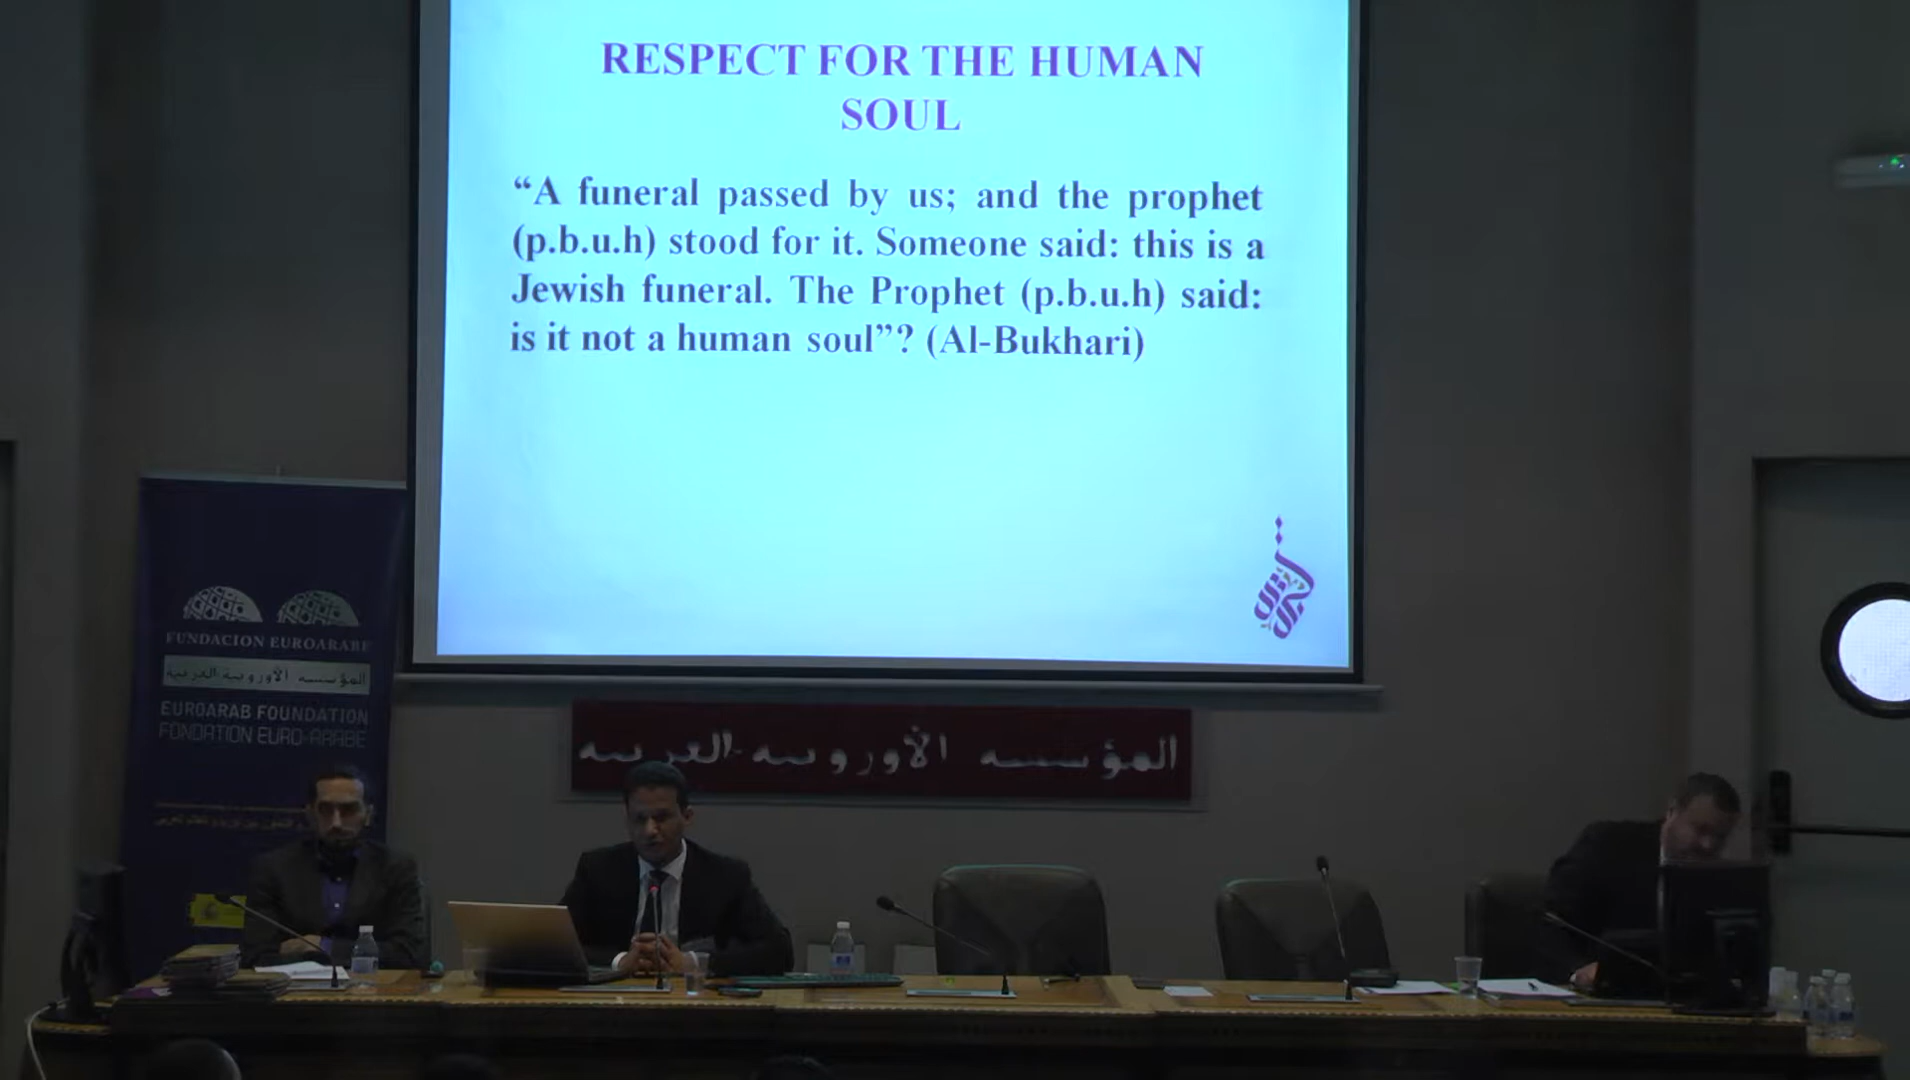 RESPECT FOR THE HUMAN
SOUL
“A funeral passed by us; and the prophet
(p.b.u.h) stood for it. Someone said: this is a
Jewish funeral. The Prophet (p.b.u.h) said:
is it not a human soul”? (Al-Bukhari)
FUNDACION EUROARABE
المؤسسة الأوروبية العربية
EUROARAB FOUNDATION
FONDATION EURO-ARABE
المؤسسة الأوروبية-العربية